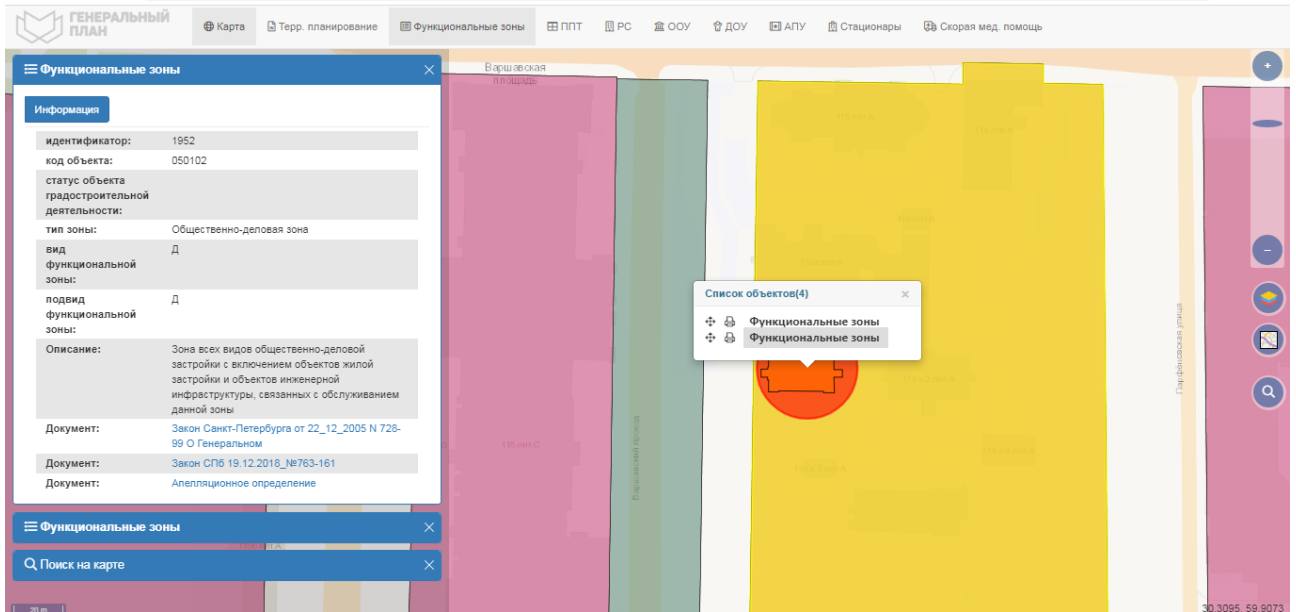 ГЕНЕРАЛЬНЫЙ
ПЛАН
Карта
Терр. планирование
Функциональные зоны
ППТ
РС
ООУ
ДОУ
АПУ
Стационары
Скорая мед. помощь
Функциональные зоны
Информация
идентификатор: 1952
код объекта: 050102
статус объекта
градостроительной
деятельности:
тип зоны: Общественно-деловая зона
вид Д
функциональной
зоны:
подвид Д
функциональной
зоны:
Описание: Зона всех видов общественно-деловой
застройки с включением объектов жилой
застройки и объектов инженерной
инфраструктуры, связанных с обслуживанием
данной зоны
Документ: Закон Санкт-Петербурга от 22_12_2005 N 728-
99 О Генеральном
Документ: Закон СПб 19.12.2018_№763-161
Документ: Апелляционное определение
Функциональные зоны
Поиск на карте
20 m
Варшавская
площадь
Список объектов(4)
Функциональные зоны
Функциональные зоны
Варшавский проезд
Парфёновская улица
118 лит С
30.3095, 59.9073